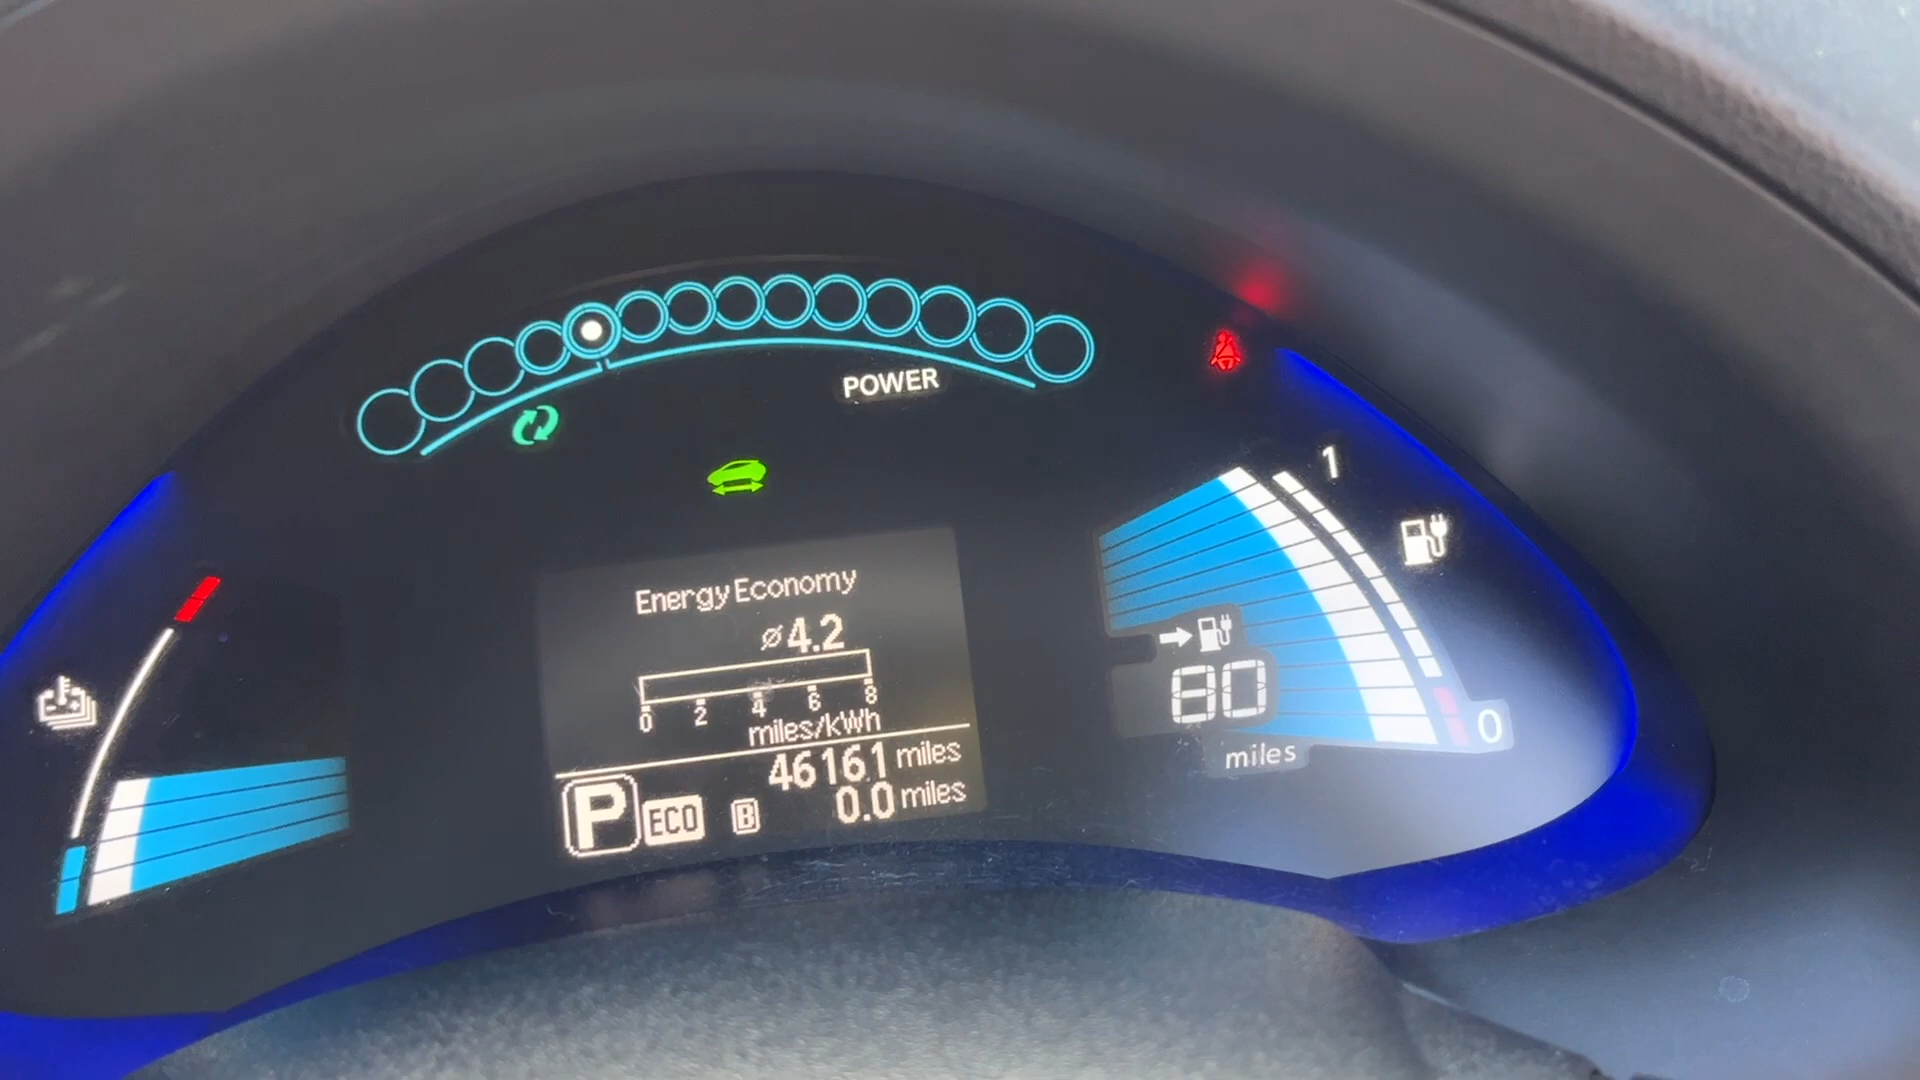 POWER
1
Energy Economy
ø4.2
0 2 4 6 8
miles/kWh
80
0
miles
46161 miles
P ECO B 0.0 miles